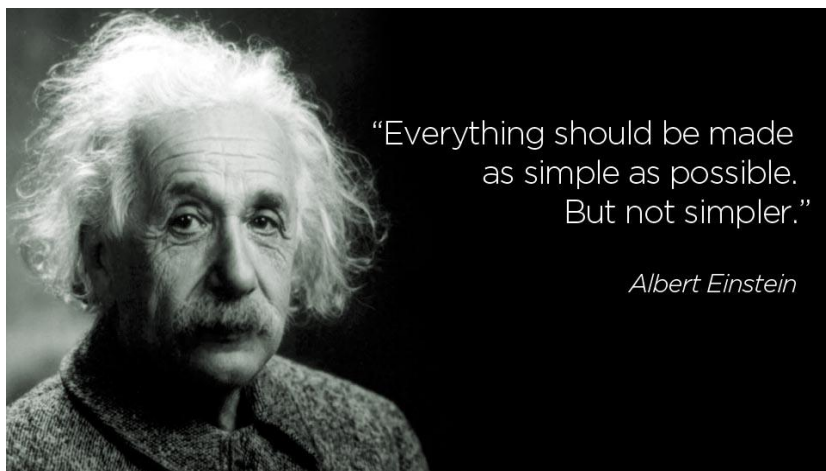 “Everything should be made
as simple as possible.
But not simpler.”
Albert Einstein